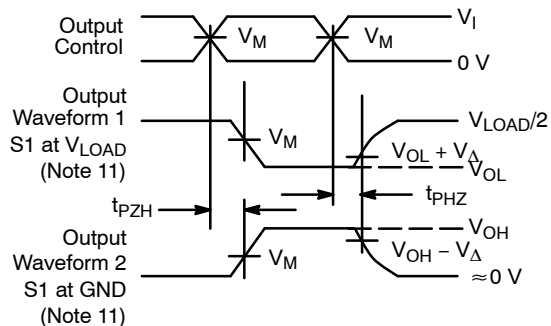 Output
Control
V_M
V_M
V_I
0 V
Output
Waveform 1
S1 at V_LOAD
(Note 11)
V_M
V_LOAD/2
V_OL + V_Δ
V_OL
t_PZH
t_PHZ
Output
Waveform 2
S1 at GND
(Note 11)
V_M
V_OH
V_OH − V_Δ
≈0 V